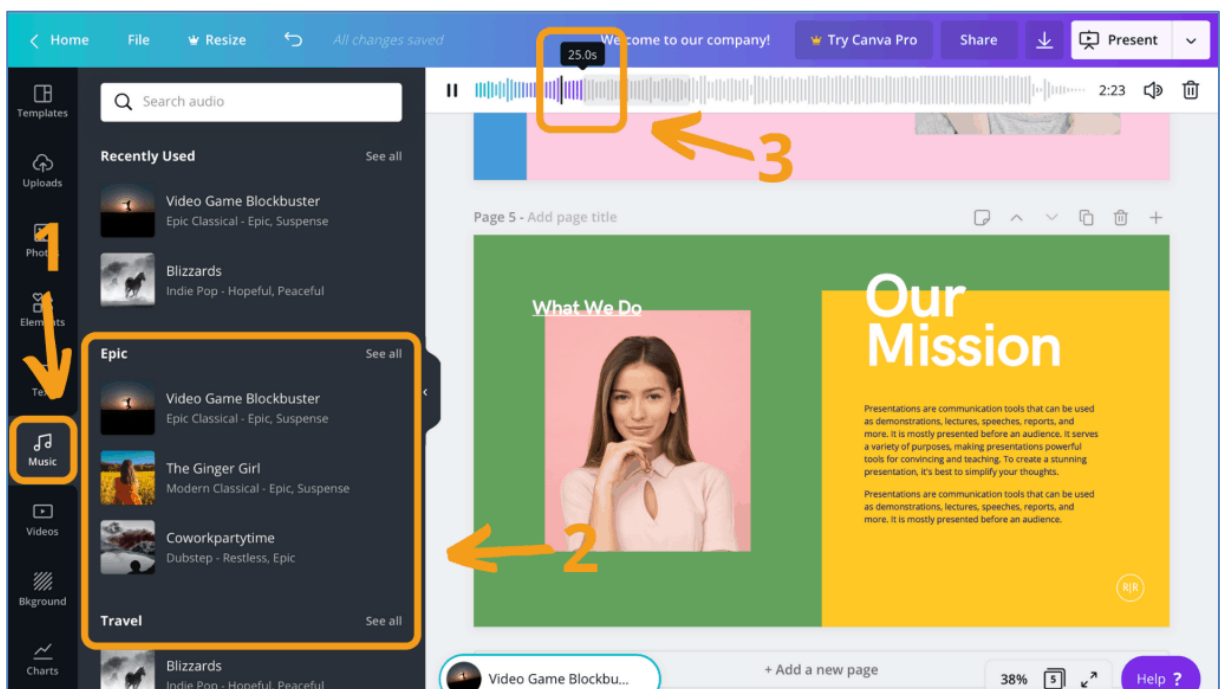 Home File Resize All changes saved Welcome to our company! Try Canva Pro Share Present
25.0s
2:23
Templates
Uploads
Photos
Elements
Text
Music
Videos
Bkground
Charts
Search audio
Recently Used See all
Video Game Blockbuster
Epic Classical - Epic, Suspense
Blizzards
Indie Pop - Hopeful, Peaceful
Epic See all
Video Game Blockbuster
Epic Classical - Epic, Suspense
The Ginger Girl
Modern Classical - Epic, Suspense
Coworkpartytime
Dubstep - Restless, Epic
Travel See all
Blizzards
Indie Pop - Hopeful, Peaceful
1
2
3
Page 5 - Add page title
What We Do
Our
Mission
Presentations are communication tools that can be used
as demonstrations, lectures, speeches, reports, and
more. It is mostly presented before an audience. It serves
a variety of purposes, making presentations powerful
tools for convincing and teaching. To create a stunning
presentation, it's best to simplify your thoughts.
Presentations are communication tools that can be used
as demonstrations, lectures, speeches, reports, and
more. It is mostly presented before an audience.
R|R
Video Game Blockbu...
+ Add a new page
38% 5
Help ?